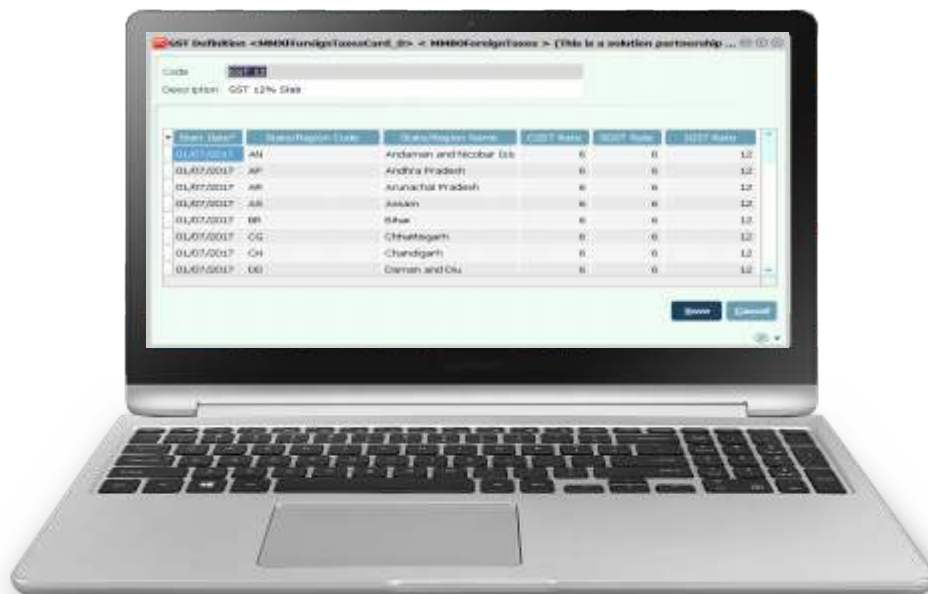 GST Definition <MMXIForeignTaxesCard_B> < MMBOForeignTaxes > (This is a solution partnership ...
Code GST 12
Description GST 12% Slab
Start Date* State/Region Code State/Region Name CGST Rate SGST Rate IGST Rate
01/07/2017 AN Andaman and Nicobar Isls 6 6 12
01/07/2017 AP Andhra Pradesh 6 6 12
01/07/2017 AR Arunachal Pradesh 6 6 12
01/07/2017 AS Assam 6 6 12
01/07/2017 BR Bihar 6 6 12
01/07/2017 CG Chhattisgarh 6 6 12
01/07/2017 CH Chandigarh 6 6 12
01/07/2017 DD Daman and Diu 6 6 12
Save Cancel